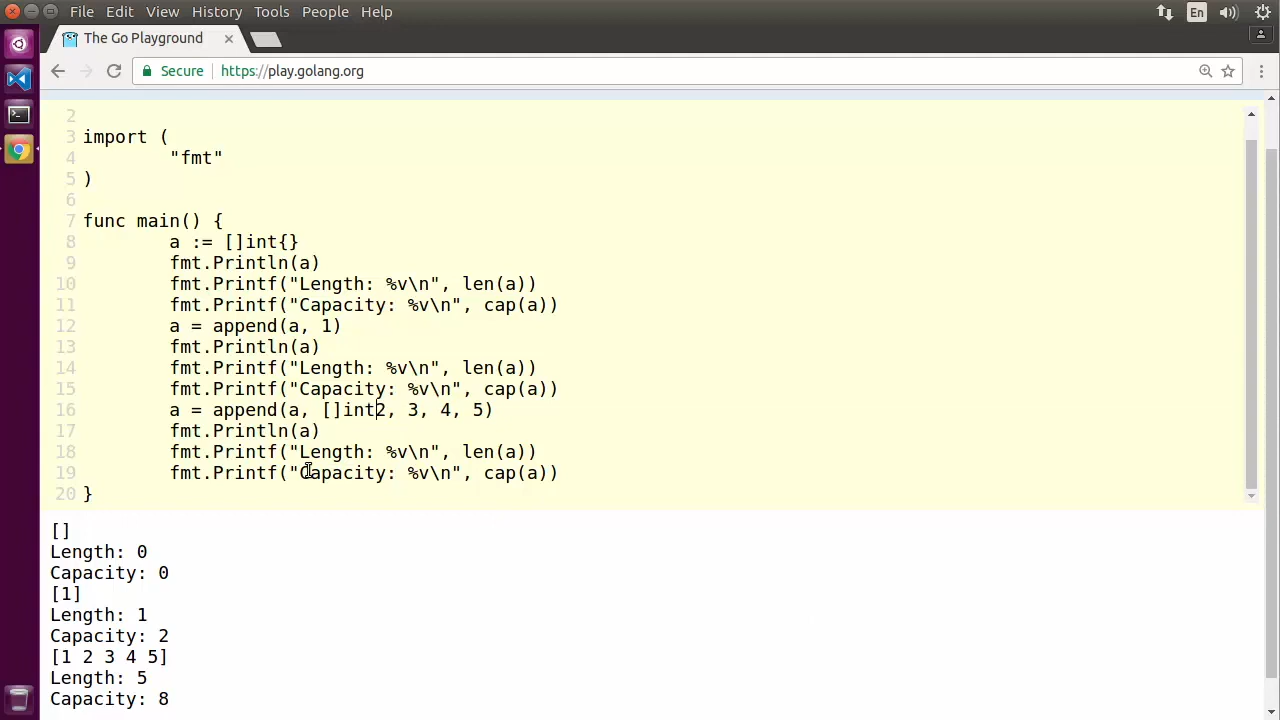 File Edit View History Tools People Help
En
The Go Playground
Secure https://play.golang.org
2
3 import (
4 "fmt"
5 )
6
7 func main() {
8 a := []int{}
9 fmt.Println(a)
10 fmt.Printf("Length: %v\n", len(a))
11 fmt.Printf("Capacity: %v\n", cap(a))
12 a = append(a, 1)
13 fmt.Println(a)
14 fmt.Printf("Length: %v\n", len(a))
15 fmt.Printf("Capacity: %v\n", cap(a))
16 a = append(a, []int2, 3, 4, 5)
17 fmt.Println(a)
18 fmt.Printf("Length: %v\n", len(a))
19 fmt.Printf("Capacity: %v\n", cap(a))
20 }
[]
Length: 0
Capacity: 0
[1]
Length: 1
Capacity: 2
[1 2 3 4 5]
Length: 5
Capacity: 8